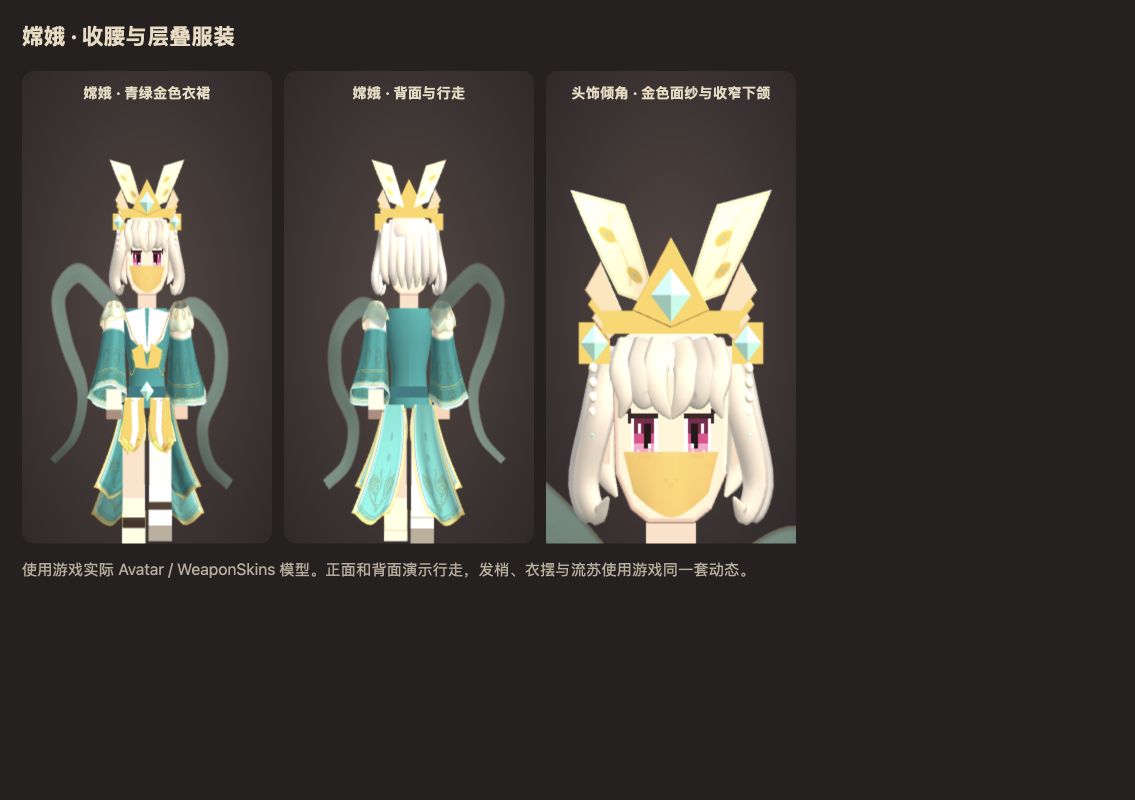 嫦娥 · 收腰与层叠服装
嫦娥 · 青绿金色衣裙
嫦娥 · 背面与行走
头饰倾角 · 金色面纱与收窄下颌
使用游戏实际 Avatar / WeaponSkins 模型。正面和背面演示行走，发梢、衣摆与流苏使用游戏同一套动态。